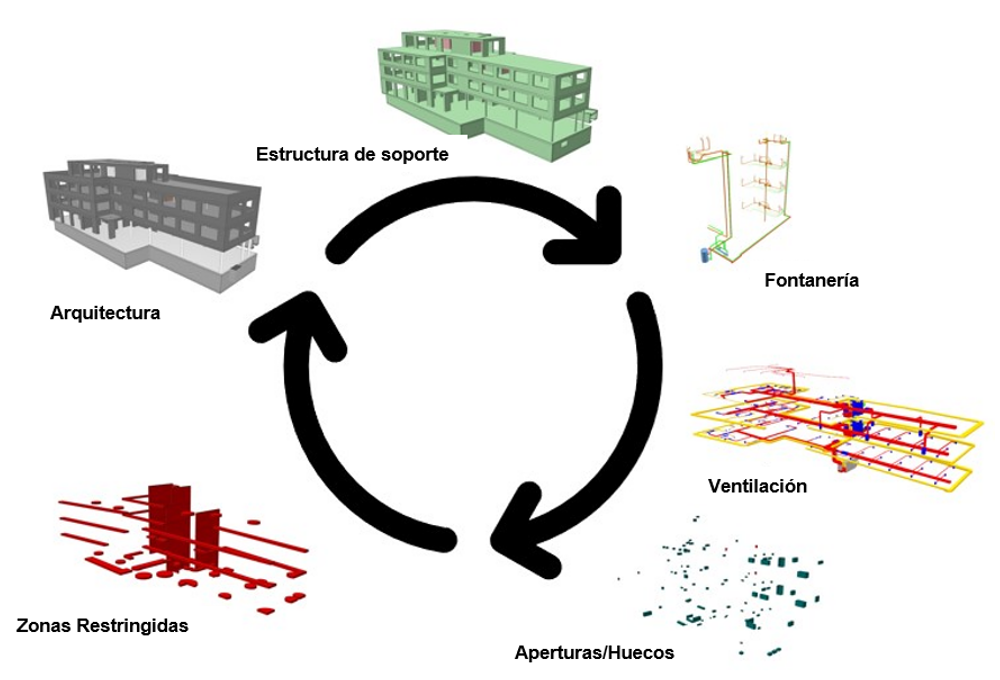 Estructura de soporte
Arquitectura
Fontanería
Ventilación
Zonas Restringidas
Aperturas/Huecos